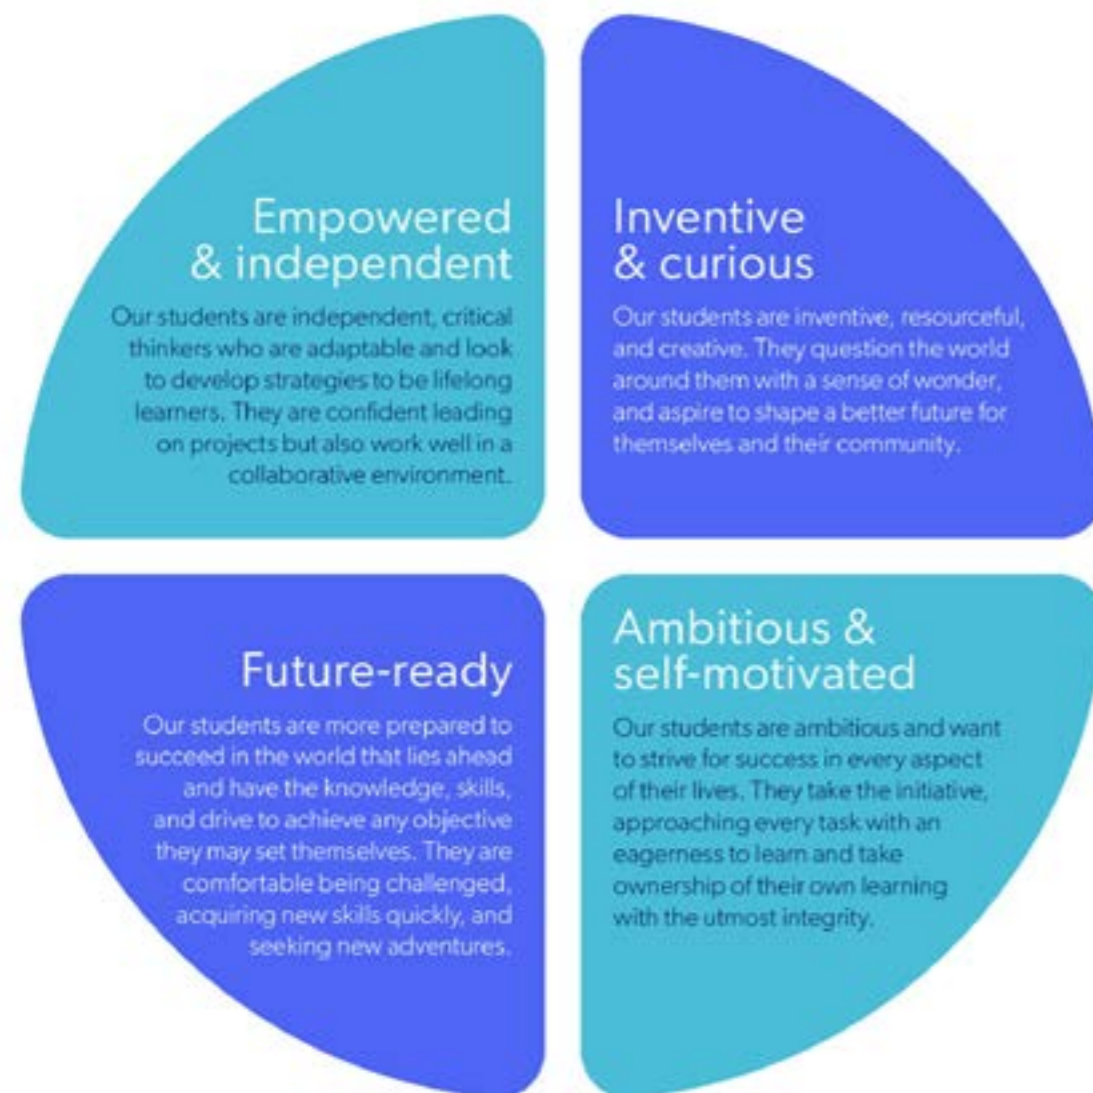 Empowered
& independent
Our students are independent, critical
thinkers who are adaptable and look
to develop strategies to be lifelong
learners. They are confident leading
on projects but also work well in a
collaborative environment.
Inventive
& curious
Our students are inventive, resourceful,
and creative. They question the world
around them with a sense of wonder,
and aspire to shape a better future for
themselves and their community.
Future-ready
Our students are more prepared to
succeed in the world that lies ahead
and have the knowledge, skills,
and drive to achieve any objective
they may set themselves. They are
comfortable being challenged,
acquiring new skills quickly, and
seeking new adventures.
Ambitious &
self-motivated
Our students are ambitious and want
to strive for success in every aspect
of their lives. They take the initiative,
approaching every task with an
eagerness to learn and take
ownership of their own learning
with the utmost integrity.